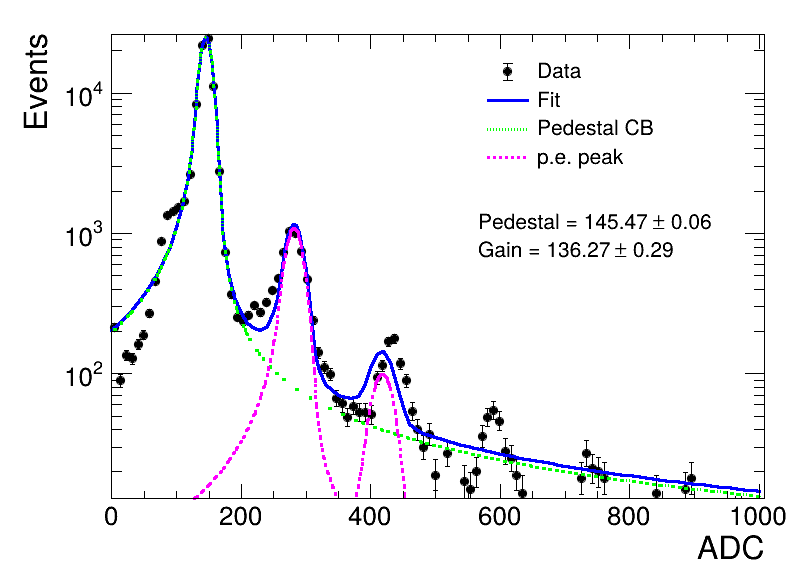 Events
10^4
10^3
10^2
Data
Fit
Pedestal CB
p.e. peak
Pedestal = 145.47 ± 0.06
Gain = 136.27 ± 0.29
0 200 400 600 800 1000
ADC